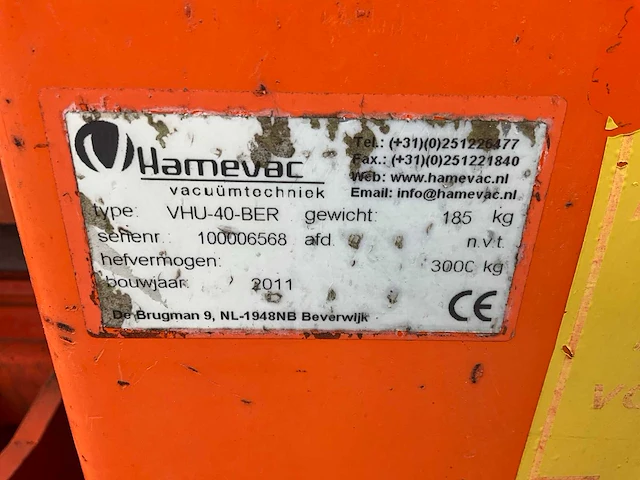 Hamevac
vacuümtechniek
Tel.: (+31)(0)251226477
Fax.: (+31)(0)251221840
Web: www.hamevac.nl
Email: info@hamevac.nl
type: VHU-40-BER gewicht: 185 kg
serienr. 100006568 afd. n.v.t.
hefvermogen: 3000 kg
bouwjaar: 2011
De Brugman 9, NL-1948NB Beverwijk
CE